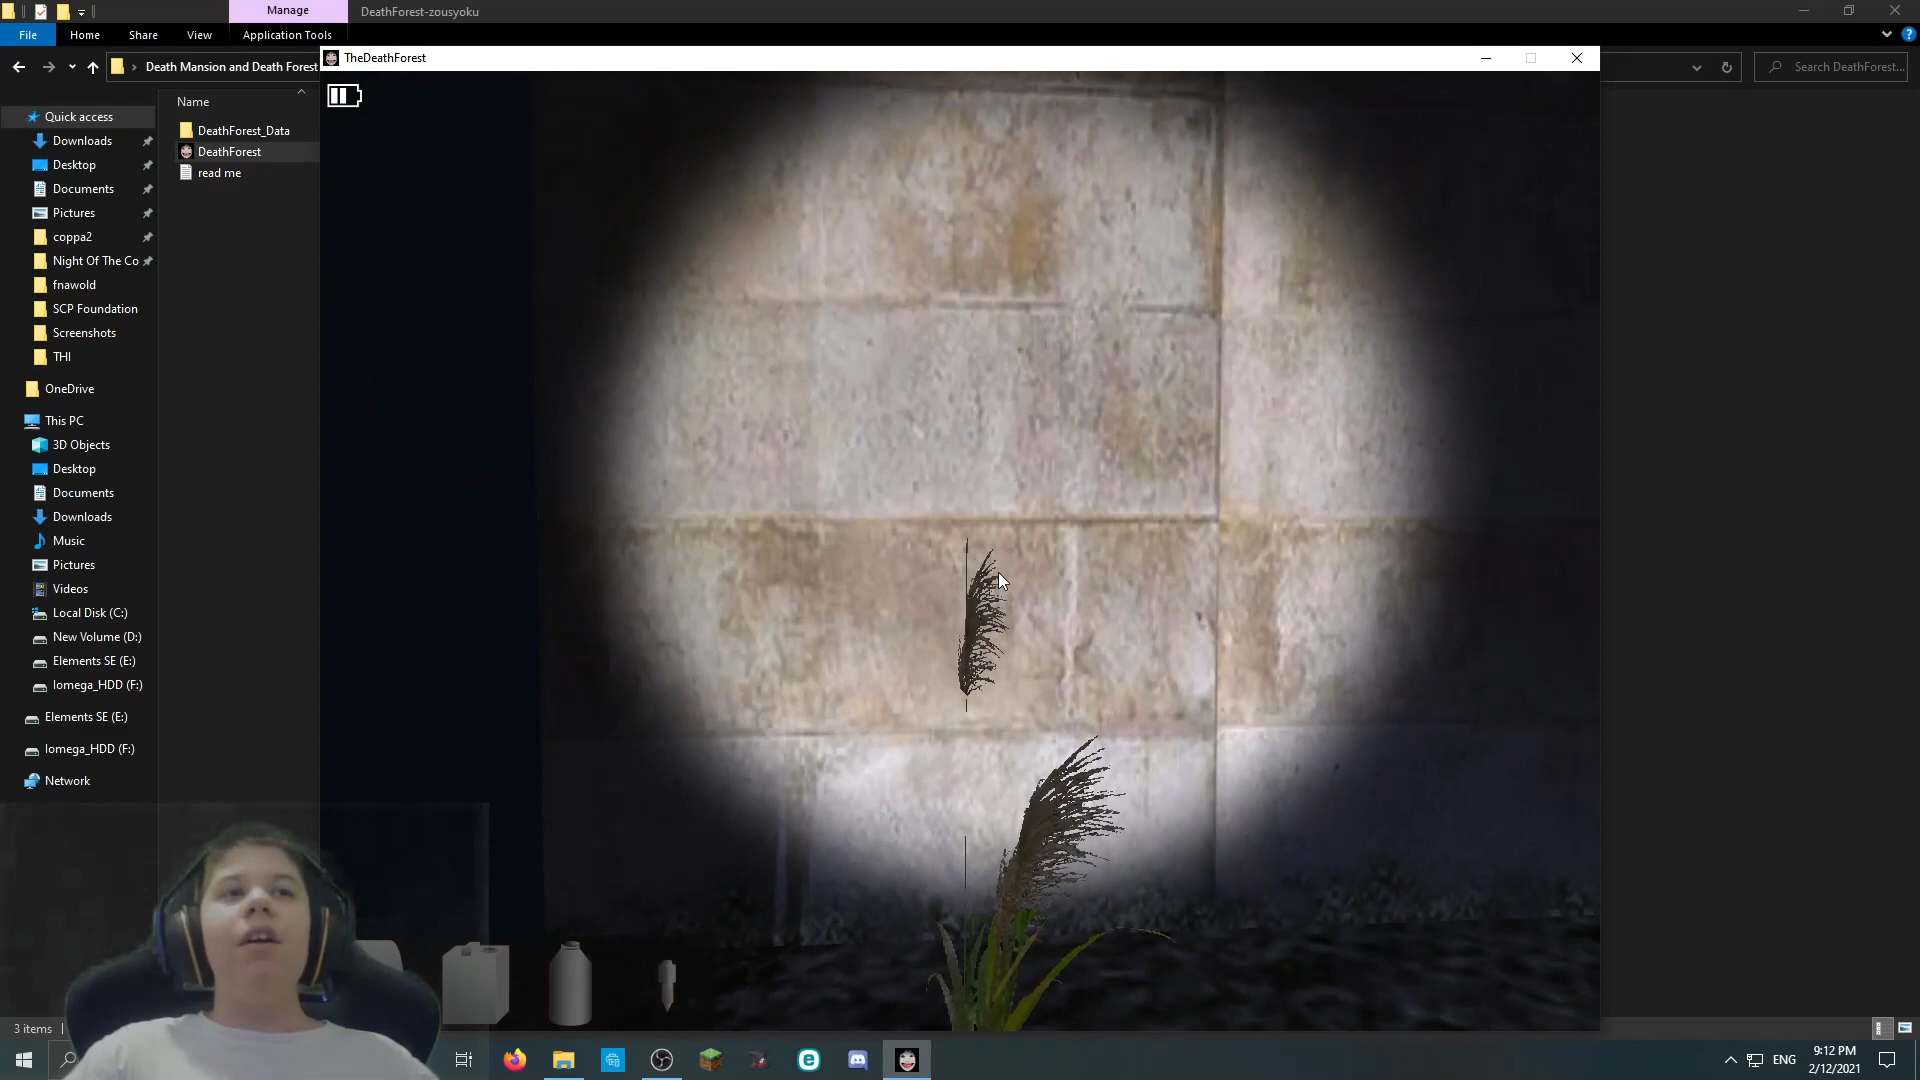 Manage
DeathForest-zousyoku
File
Home
Share
View
Application Tools
TheDeathForest
Death Mansion and Death Forest
Search DeathForest...
Name
Quick access
Downloads
Desktop
Documents
Pictures
coppa2
Night Of The Co
fnawold
SCP Foundation
Screenshots
THI
OneDrive
This PC
3D Objects
Desktop
Documents
Downloads
Music
Pictures
Videos
Local Disk (C:)
New Volume (D:)
Elements SE (E:)
Iomega_HDD (F:)
Elements SE (E:)
Iomega_HDD (F:)
Network
DeathForest_Data
DeathForest
read me
3 items
ENG
9:12 PM
2/12/2021